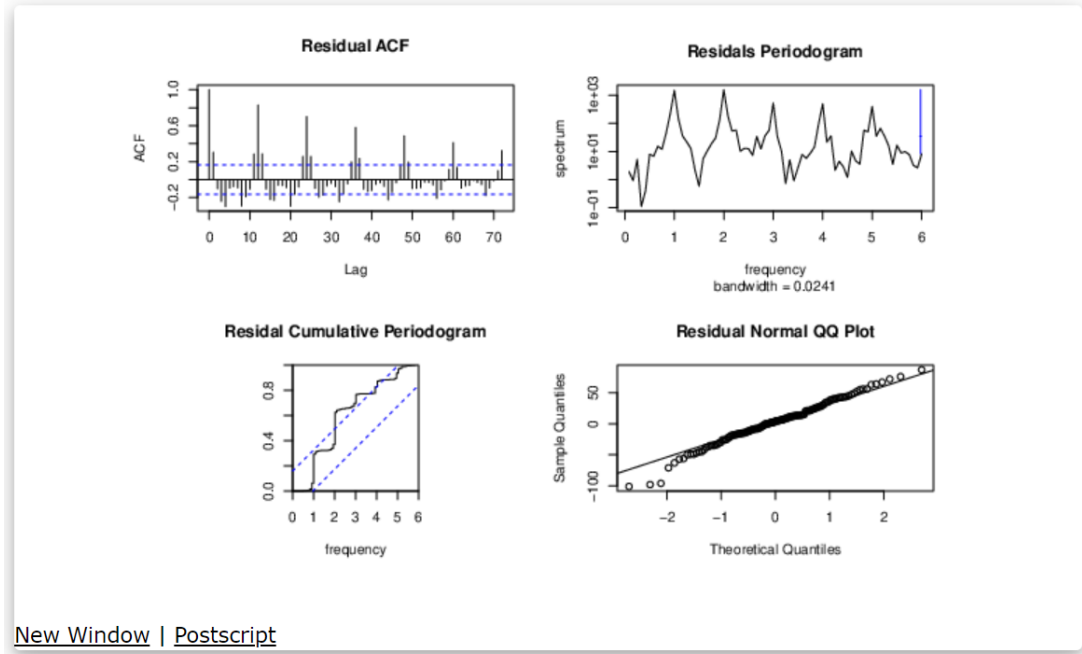 Residual ACF
ACF
−0.2 0.2 0.6 1.0
0 10 20 30 40 50 60 70
Lag
Residals Periodogram
spectrum
1e−01 1e+01 1e+03
0 1 2 3 4 5 6
frequency
bandwidth = 0.0241
Residal Cumulative Periodogram
0.0 0.4 0.8
0 1 2 3 4 5 6
frequency
Residual Normal QQ Plot
Sample Quantiles
−100 0 50
−2 −1 0 1 2
Theoretical Quantiles
New Window | Postscript